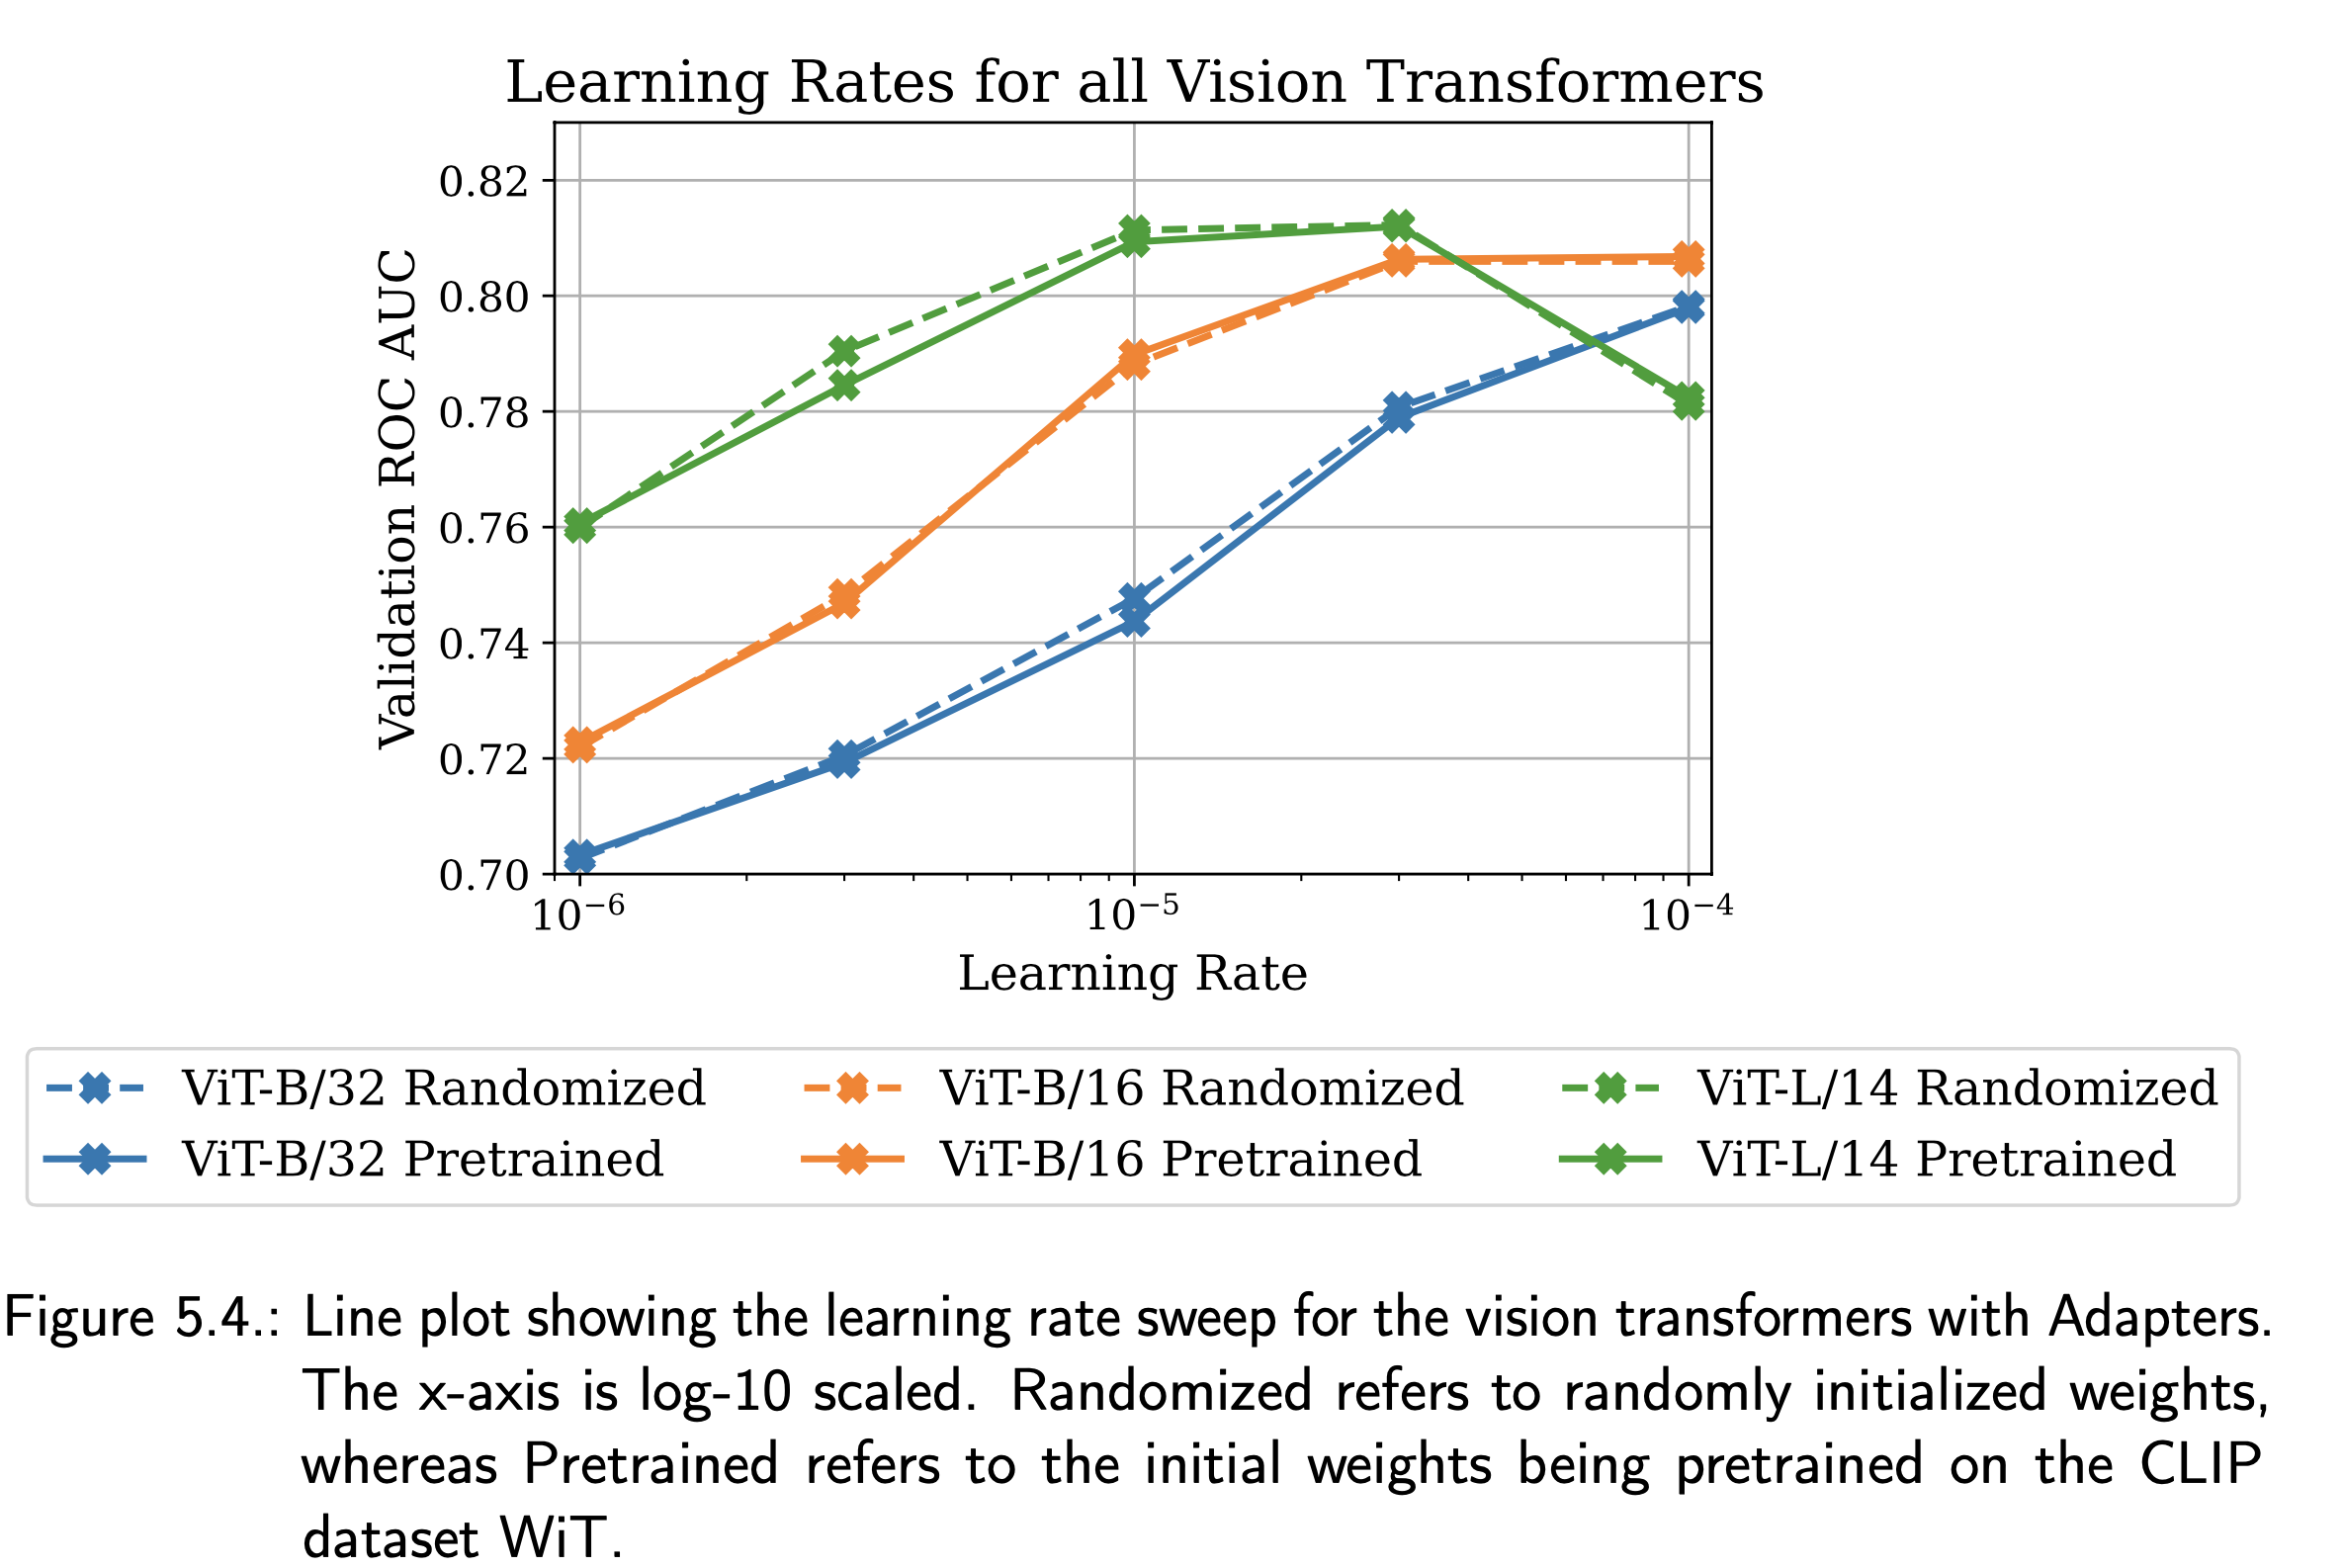 Learning Rates for all Vision Transformers
Validation ROC AUC
0.82
0.80
0.78
0.76
0.74
0.72
0.70
10⁻⁶ 10⁻⁵ 10⁻⁴
Learning Rate
ViT-B/32 Randomized ViT-B/16 Randomized ViT-L/14 Randomized
ViT-B/32 Pretrained ViT-B/16 Pretrained ViT-L/14 Pretrained
Figure 5.4.: Line plot showing the learning rate sweep for the vision transformers with Adapters.
The x-axis is log-10 scaled. Randomized refers to randomly initialized weights,
whereas Pretrained refers to the initial weights being pretrained on the CLIP
dataset WiT.